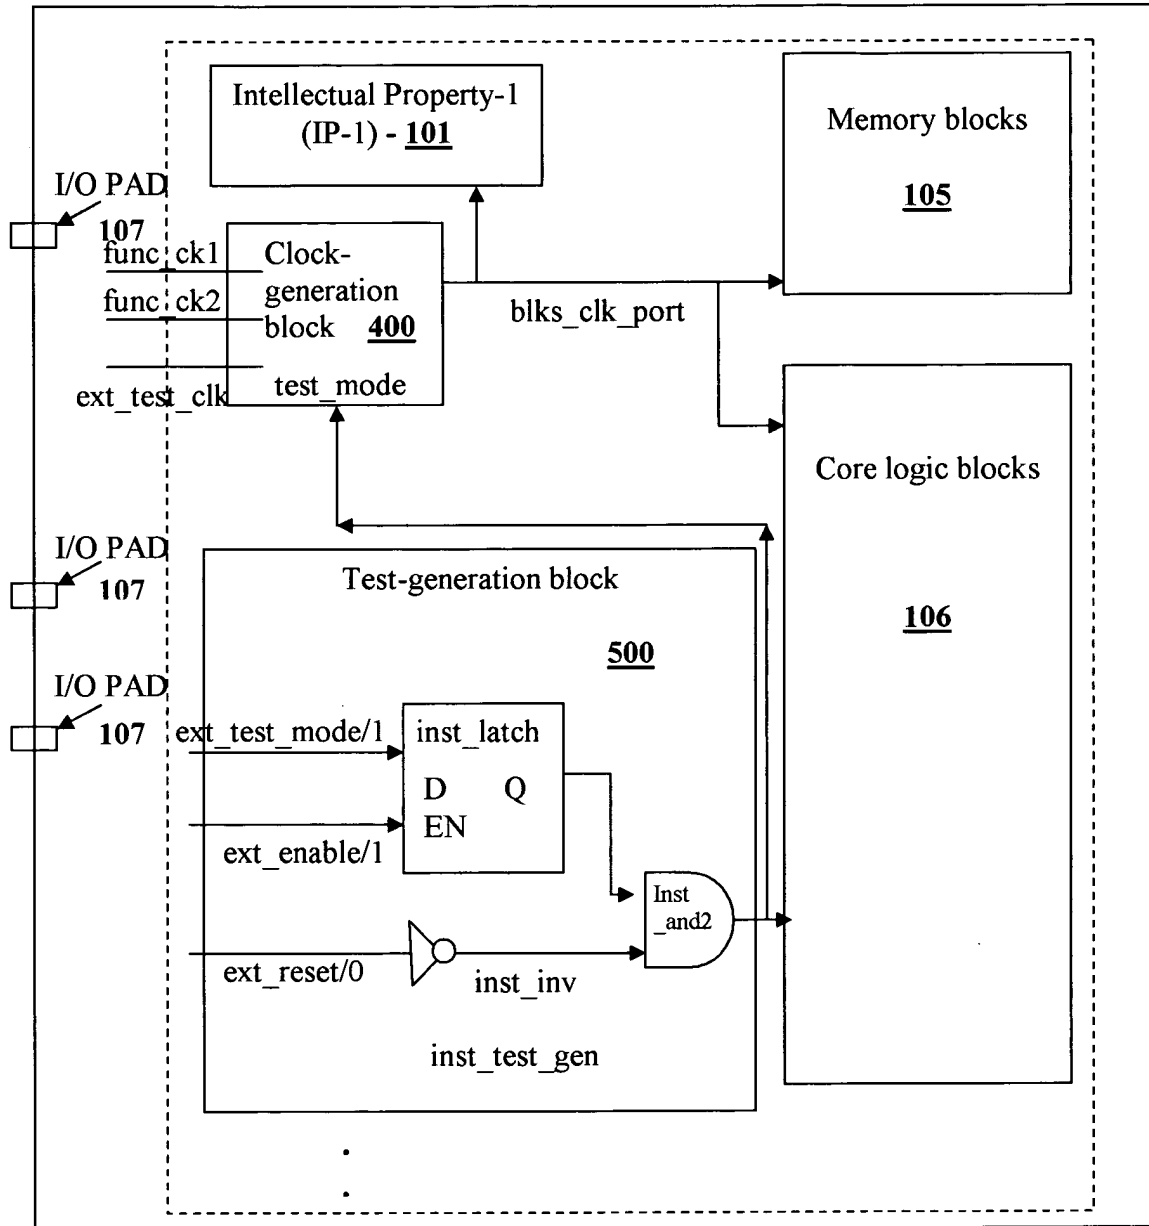 Intellectual Property-1
(IP-1) - 101
Memory blocks
105
I/O PAD
107
func_ck1
func_ck2
ext_test_clk
Clock-
generation
block 400
test_mode
blks_clk_port
Core logic blocks
106
I/O PAD
107
I/O PAD
107
Test-generation block
500
ext_test_mode/1
inst_latch
D Q
EN
ext_enable/1
Inst
_and2
ext_reset/0
inst_inv
inst_test_gen